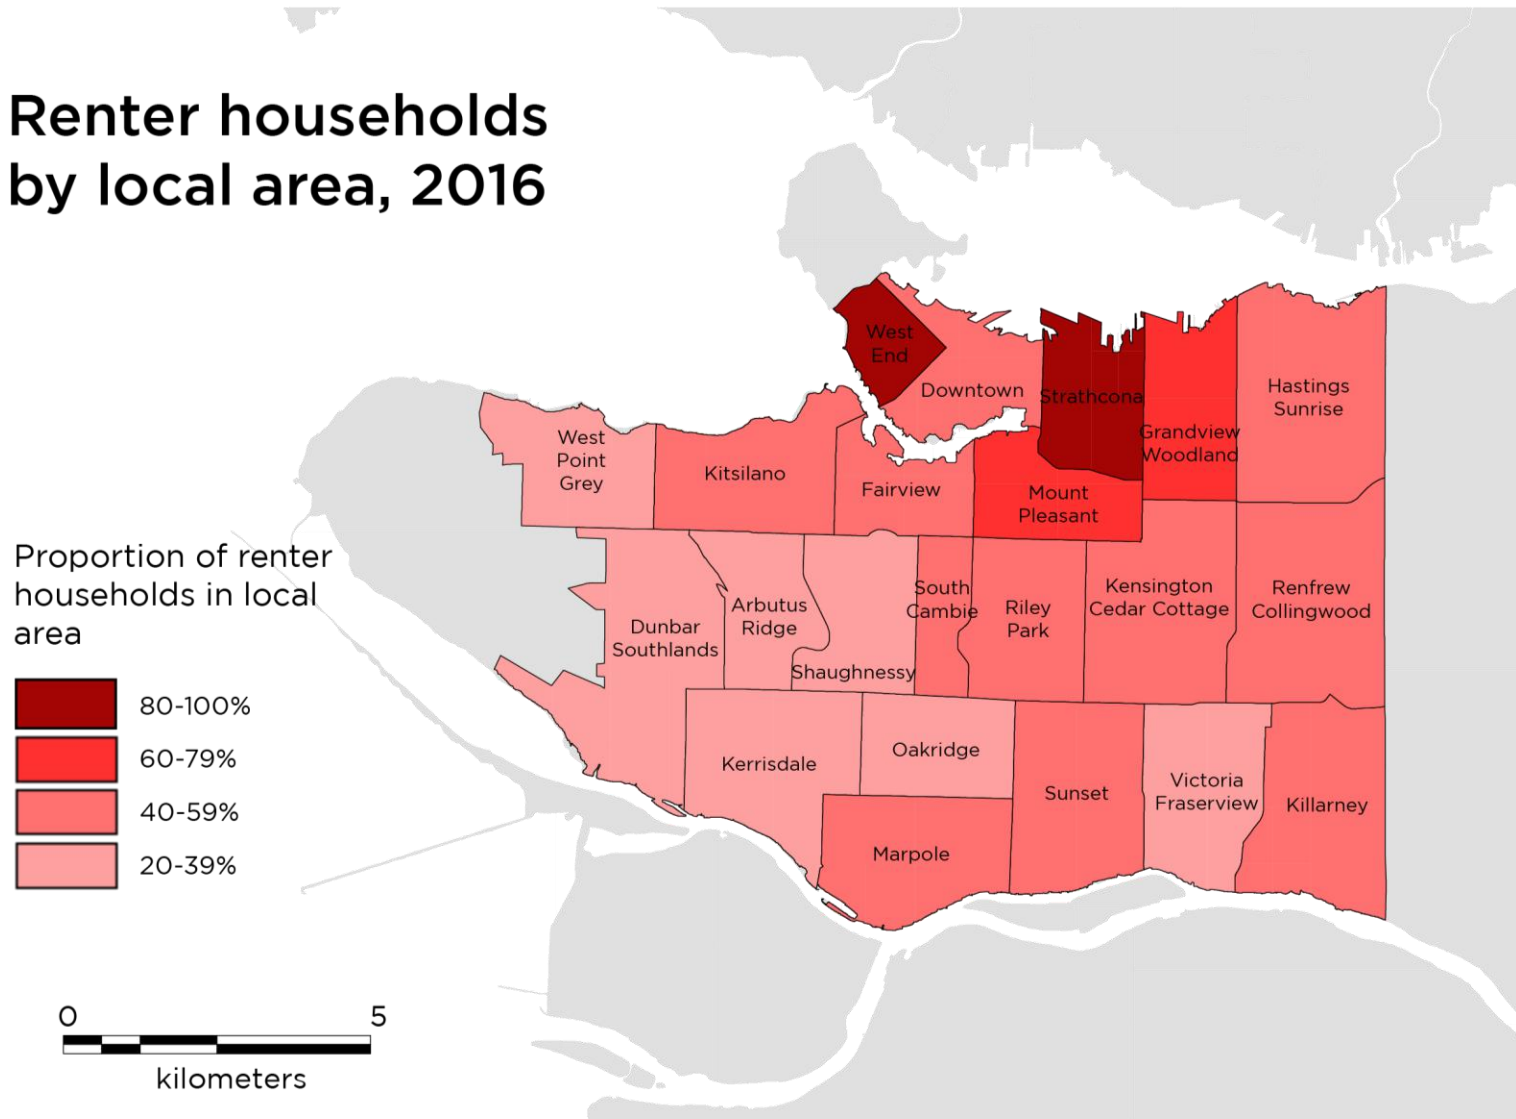 Renter households
by local area, 2016
West
End
Downtown
Strathcona
Grandview
Woodland
Hastings
Sunrise
West
Point
Grey
Kitsilano
Fairview
Mount
Pleasant
Dunbar
Southlands
Arbutus
Ridge
Shaughnessy
South
Cambie
Riley
Park
Kensington
Cedar Cottage
Renfrew
Collingwood
Kerrisdale
Oakridge
Marpole
Sunset
Victoria
Fraserview
Killarney
Proportion of renter
households in local
area
80-100%
60-79%
40-59%
20-39%
0 5
kilometers